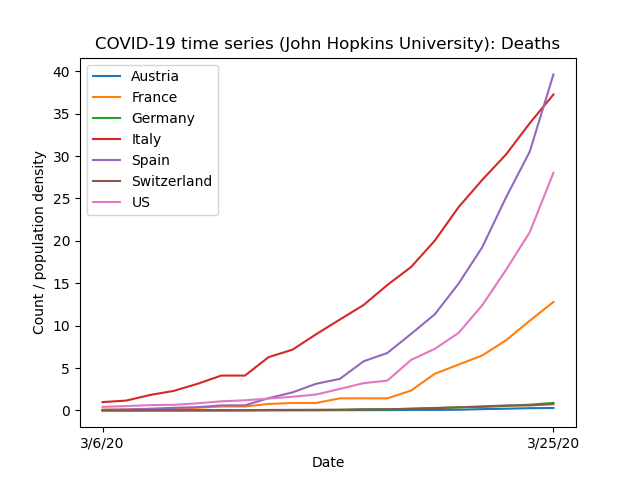 COVID-19 time series (John Hopkins University): Deaths
Austria
France
Germany
Italy
Spain
Switzerland
US
40
35
30
25
20
15
10
5
0
Count / population density
3/6/20
3/25/20
Date